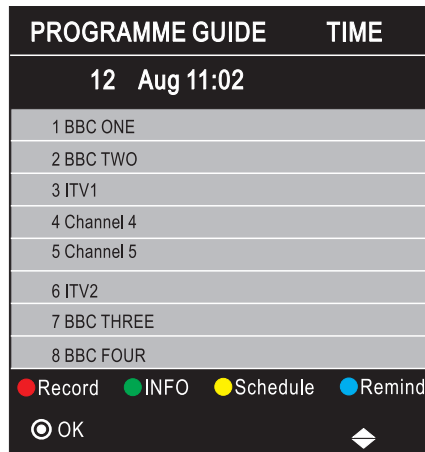 PROGRAMME GUIDE TIME
12 Aug 11:02
1 BBC ONE
2 BBC TWO
3 ITV1
4 Channel 4
5 Channel 5
6 ITV2
7 BBC THREE
8 BBC FOUR
Record INFO Schedule Remind
OK